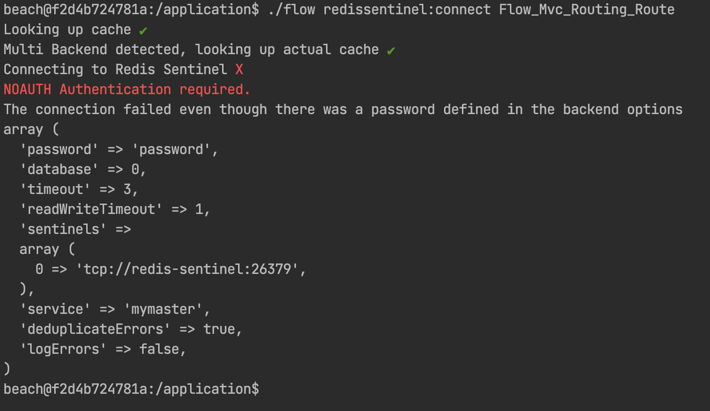 beach@f2d4b724781a:/application$ ./flow redissentinel:connect Flow_Mvc_Routing_Route
Looking up cache ✔
Multi Backend detected, looking up actual cache ✔
Connecting to Redis Sentinel X
NOAUTH Authentication required.
The connection failed even though there was a password defined in the backend options
array (
  'password' => 'password',
  'database' => 0,
  'timeout' => 3,
  'readWriteTimeout' => 1,
  'sentinels' =>
  array (
    0 => 'tcp://redis-sentinel:26379',
  ),
  'service' => 'mymaster',
  'deduplicateErrors' => true,
  'logErrors' => false,
)
beach@f2d4b724781a:/application$